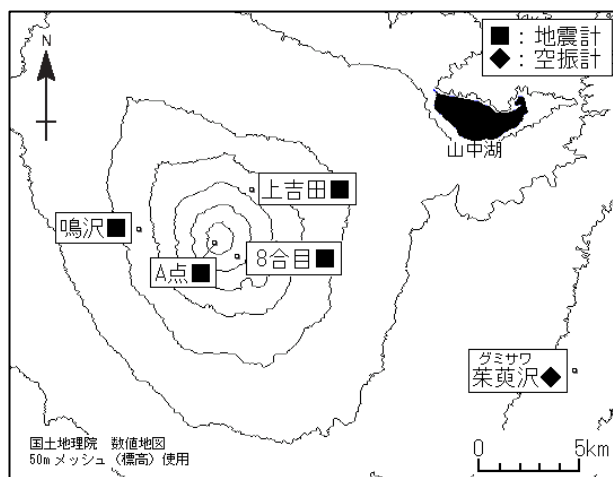 N
■：地震計
◆：空振計
山中湖
上吉田■
鳴沢■
8合目■
A点■
グミサワ
茱萸沢◆
国土地理院 数値地図
50mメッシュ（標高）使用
0 5km